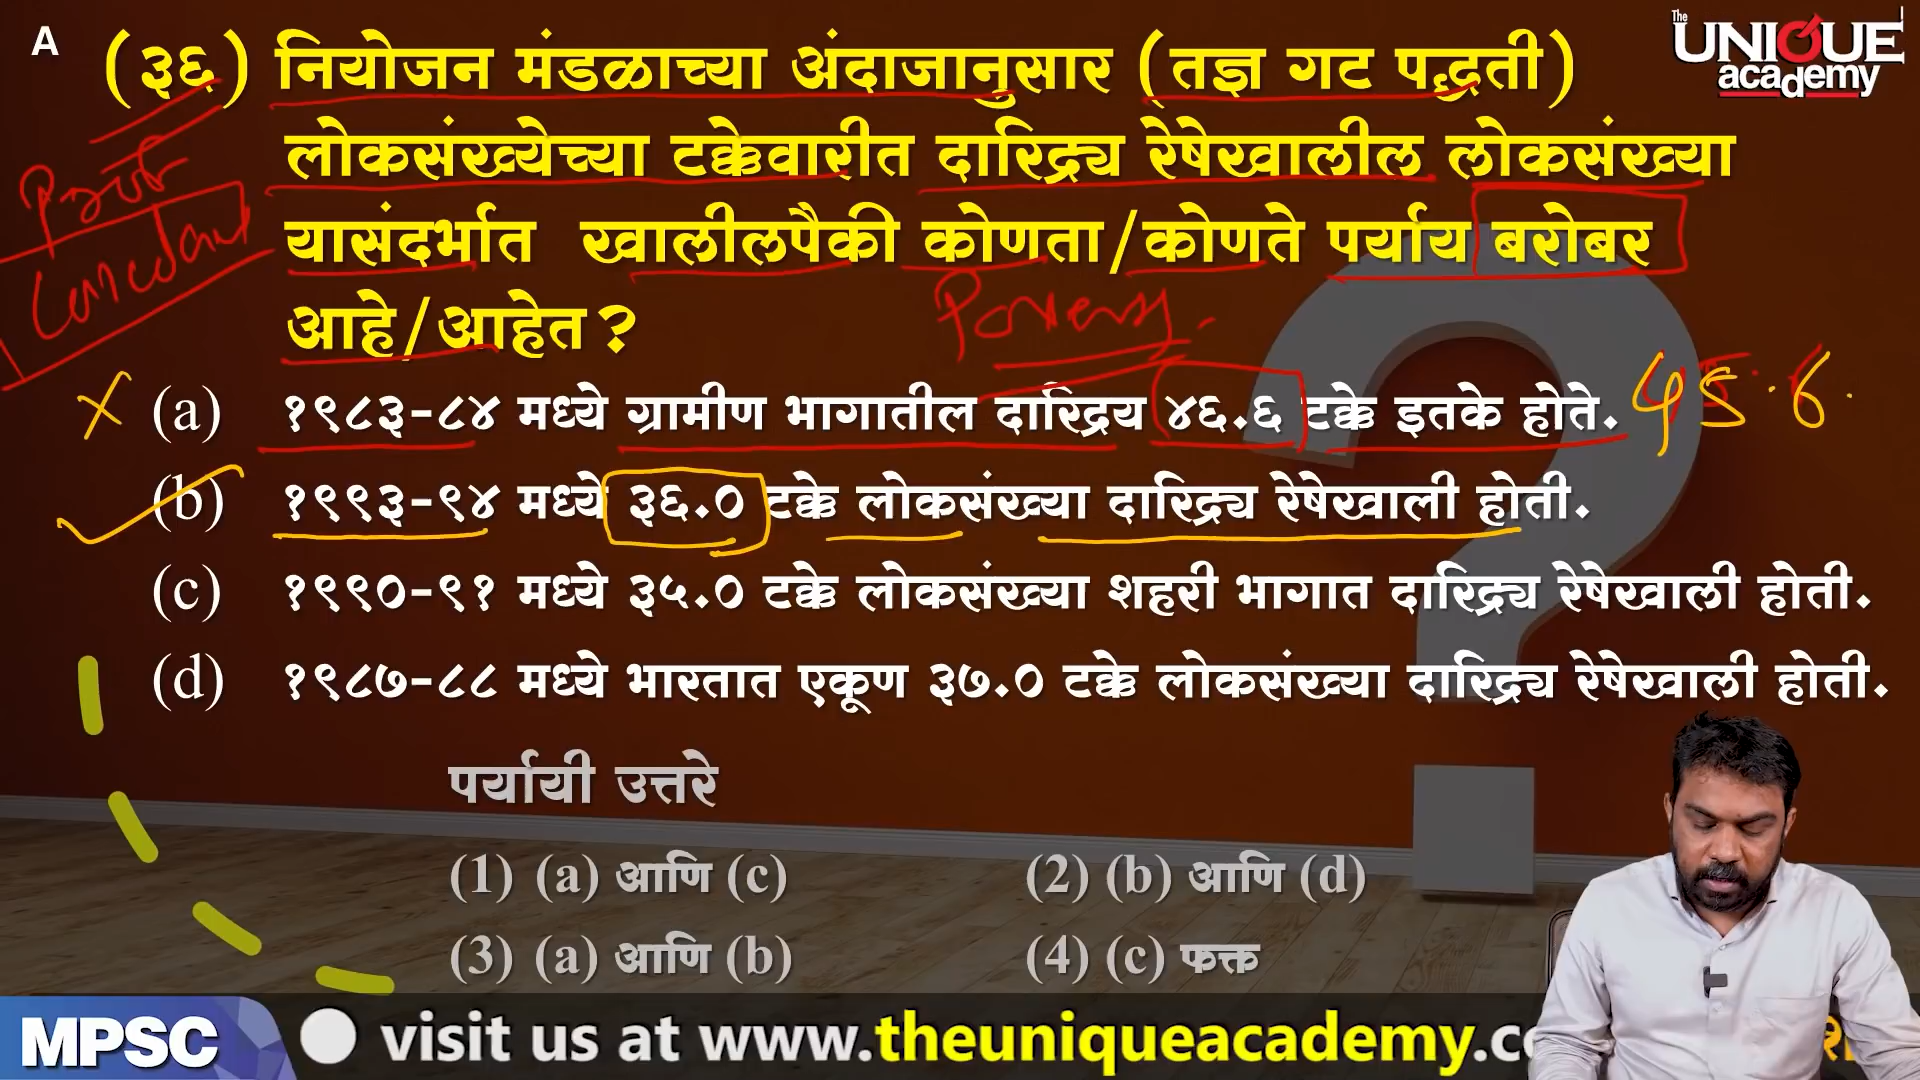 A
The
UNIQUE
academy
(३६) नियोजन मंडळाच्या अंदाजानुसार (तज्ञ गट पद्धती)
लोकसंख्येच्या टक्केवारीत दारिद्र्य रेषेखालील लोकसंख्या
यासंदर्भात खालीलपैकी कोणता/कोणते पर्याय बरोबर
आहे/आहेत?
(a) १९८३-८४ मध्ये ग्रामीण भागातील दारिद्रय ४६.६ टक्के इतके होते. 45.6
(b) १९९३-९४ मध्ये ३६.० टक्के लोकसंख्या दारिद्र्य रेषेखाली होती.
(c) १९९०-९१ मध्ये ३५.० टक्के लोकसंख्या शहरी भागात दारिद्र्य रेषेखाली होती.
(d) १९८७-८८ मध्ये भारतात एकूण ३७.० टक्के लोकसंख्या दारिद्र्य रेषेखाली होती.
पर्यायी उत्तरे
(1) (a) आणि (c) (2) (b) आणि (d)
(3) (a) आणि (b) (4) (c) फक्त
MPSC visit us at www.theuniqueacademy.co